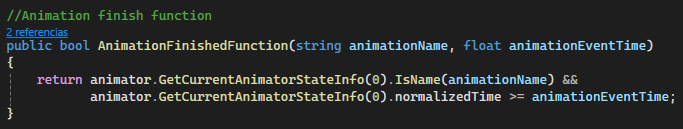 //Animation finish function
2 referencias
public bool AnimationFinishedFunction(string animationName, float animationEventTime)
{
return animator.GetCurrentAnimatorStateInfo(0).IsName(animationName) &&
animator.GetCurrentAnimatorStateInfo(0).normalizedTime >= animationEventTime;
}